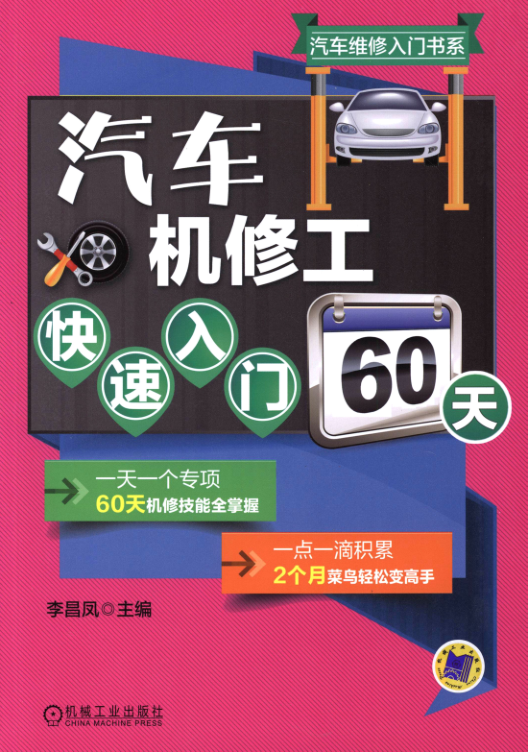 汽车维修入门书系
汽车
机修工
快速入门
60天
一天一个专项
60天机修技能全掌握
一点一滴积累
2个月菜鸟轻松变高手
李昌凤◎主编
机械工业出版社
CHINA MACHINE PRESS